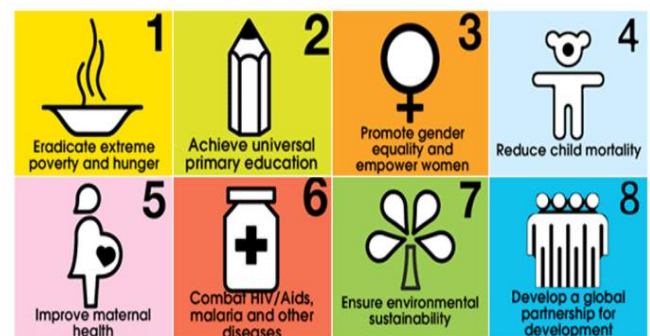 1
Eradicate extreme
poverty and hunger
2
Achieve universal
primary education
3
Promote gender
equality and
empower women
4
Reduce child mortality
5
Improve maternal
health
6
Combat HIV/Aids,
malaria and other
diseases
7
Ensure environmental
sustainability
8
Develop a global
partnership for
development